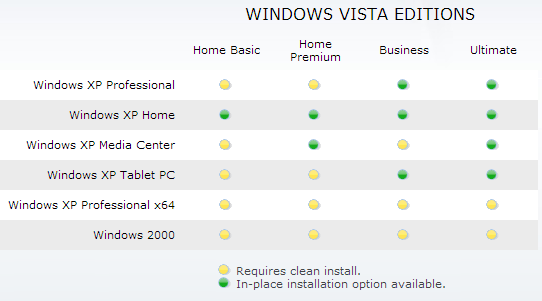 WINDOWS VISTA EDITIONS
Home Basic
Home
Premium
Business
Ultimate
Windows XP Professional
Windows XP Home
Windows XP Media Center
Windows XP Tablet PC
Windows XP Professional x64
Windows 2000
Requires clean install.
In-place installation option available.